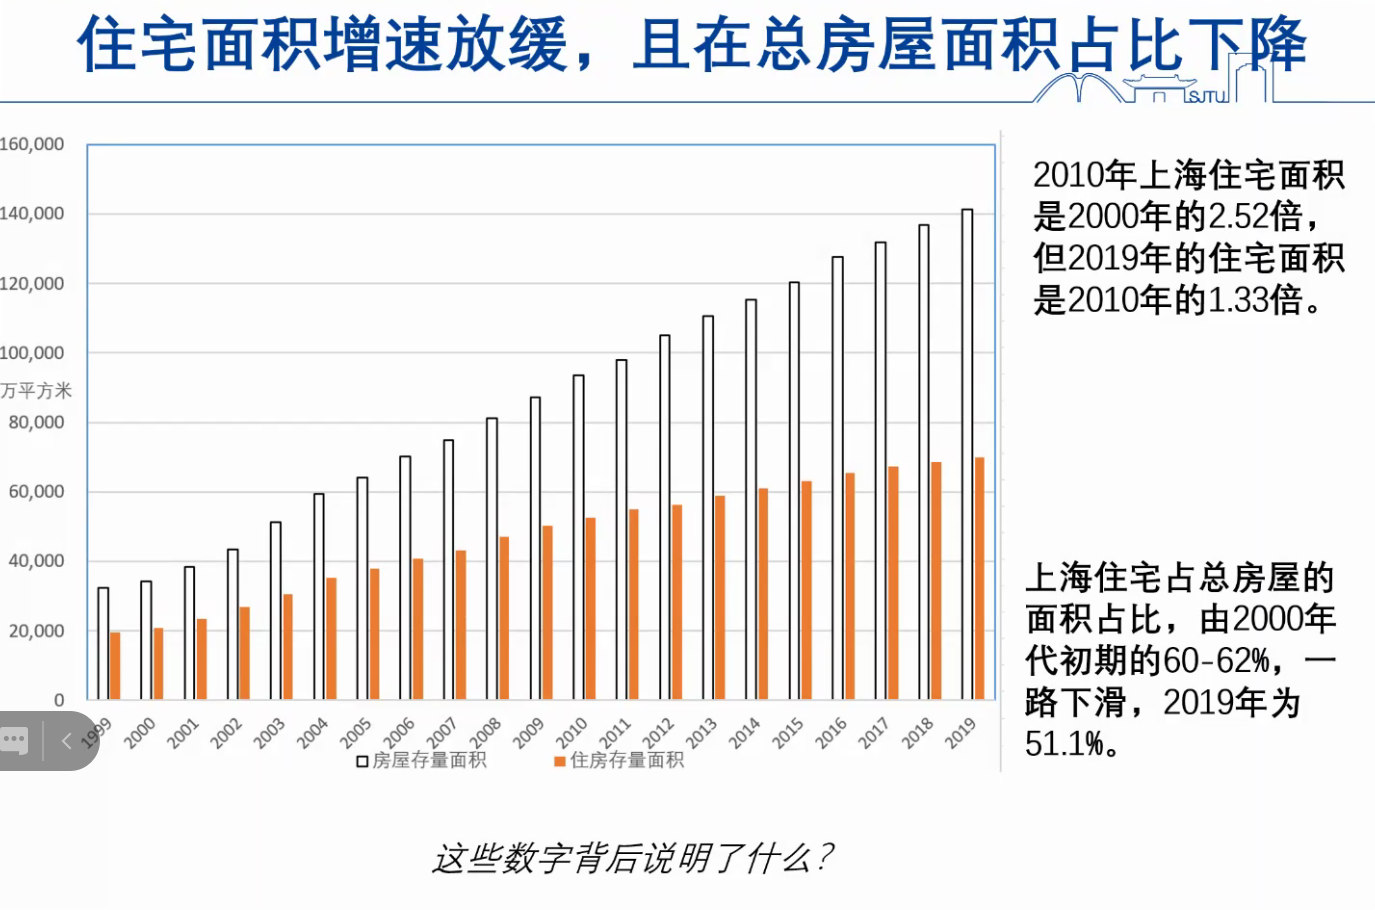 住宅面积增速放缓，且在总房屋面积占比下降
SJTU
160,000
140,000
120,000
100,000
万平方米
80,000
60,000
40,000
20,000
0
1999 2000 2001 2002 2003 2004 2005 2006 2007 2008 2009 2010 2011 2012 2013 2014 2015 2016 2017 2018 2019
房屋存量面积 住房存量面积
2010年上海住宅面积
是2000年的2.52倍，
但2019年的住宅面积
是2010年的1.33倍。
上海住宅占总房屋的
面积占比，由2000年
代初期的60-62%，一
路下滑，2019年为
51.1%。
这些数字背后说明了什么？